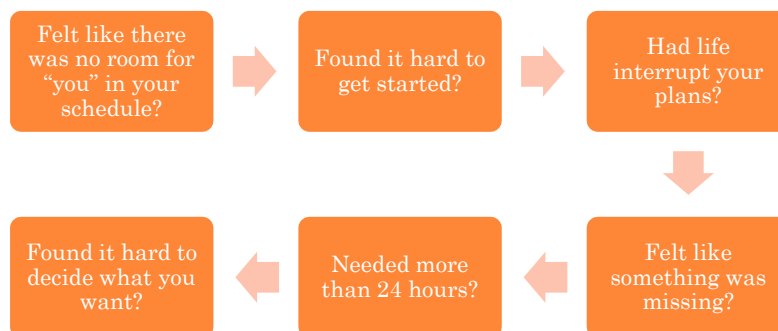 Felt like there
was no room for
“you” in your
schedule?
Found it hard to
get started?
Had life
interrupt your
plans?
Felt like
something was
missing?
Needed more
than 24 hours?
Found it hard to
decide what you
want?